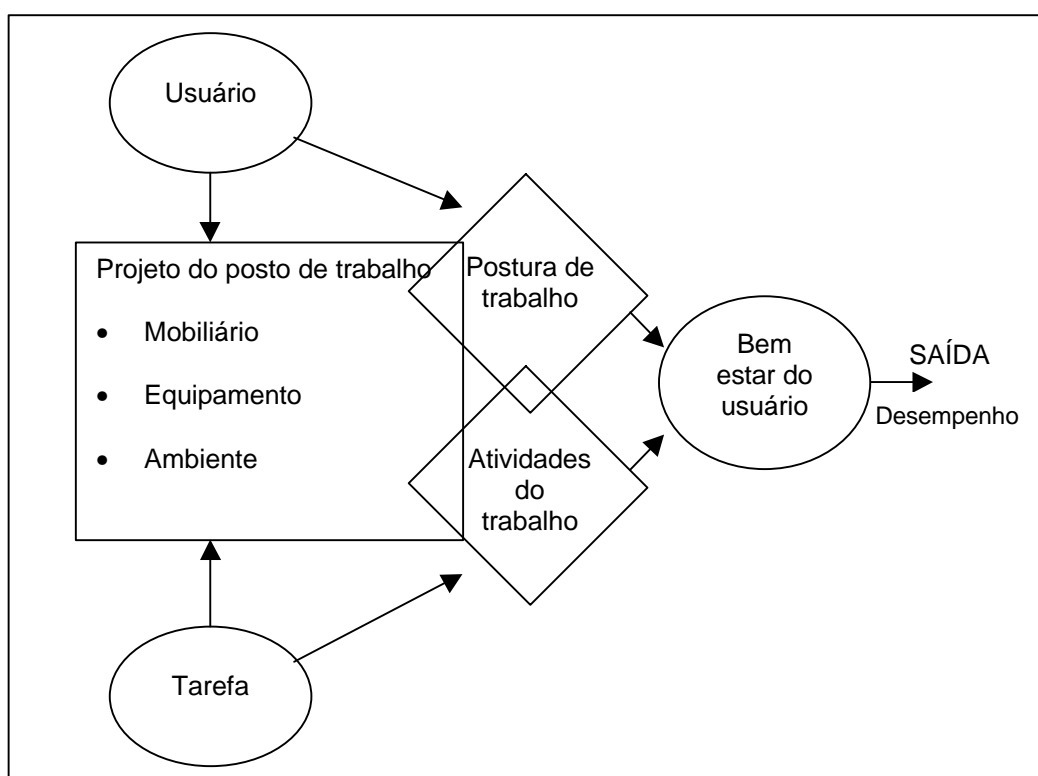 Usuário
Projeto do posto de trabalho
• Mobiliário
• Equipamento
• Ambiente
Postura de
trabalho
Atividades
do
trabalho
Bem
estar do
usuário
SAÍDA
Desempenho
Tarefa